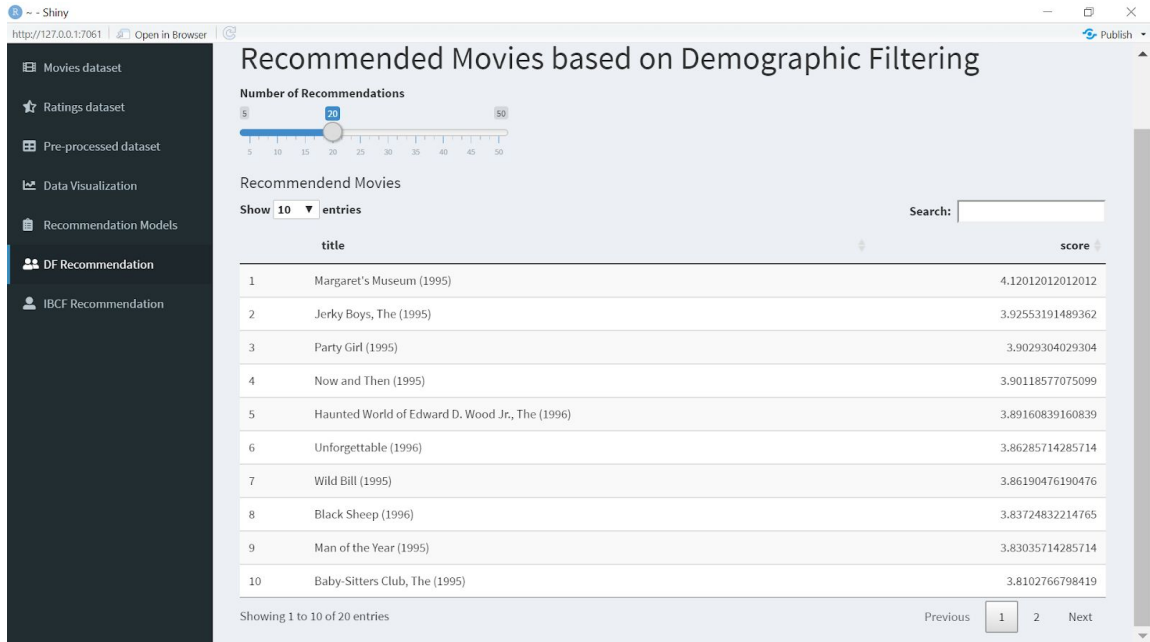 R ~ - Shiny
http://127.0.0.1:7061 Open in Browser Publish
Movies dataset
Ratings dataset
Pre-processed dataset
Data Visualization
Recommendation Models
DF Recommendation
IBCF Recommendation
Recommended Movies based on Demographic Filtering
Number of Recommendations
5 20 50
5 10 15 20 25 30 35 40 45 50
Recommendend Movies
Show 10 entries Search:
title score
1 Margaret's Museum (1995) 4.12012012012012
2 Jerky Boys, The (1995) 3.92553191489362
3 Party Girl (1995) 3.9029304029304
4 Now and Then (1995) 3.90118577075099
5 Haunted World of Edward D. Wood Jr., The (1996) 3.89160839160839
6 Unforgettable (1996) 3.86285714285714
7 Wild Bill (1995) 3.86190476190476
8 Black Sheep (1996) 3.83724832214765
9 Man of the Year (1995) 3.83035714285714
10 Baby-Sitters Club, The (1995) 3.8102766798419
Showing 1 to 10 of 20 entries Previous 1 2 Next